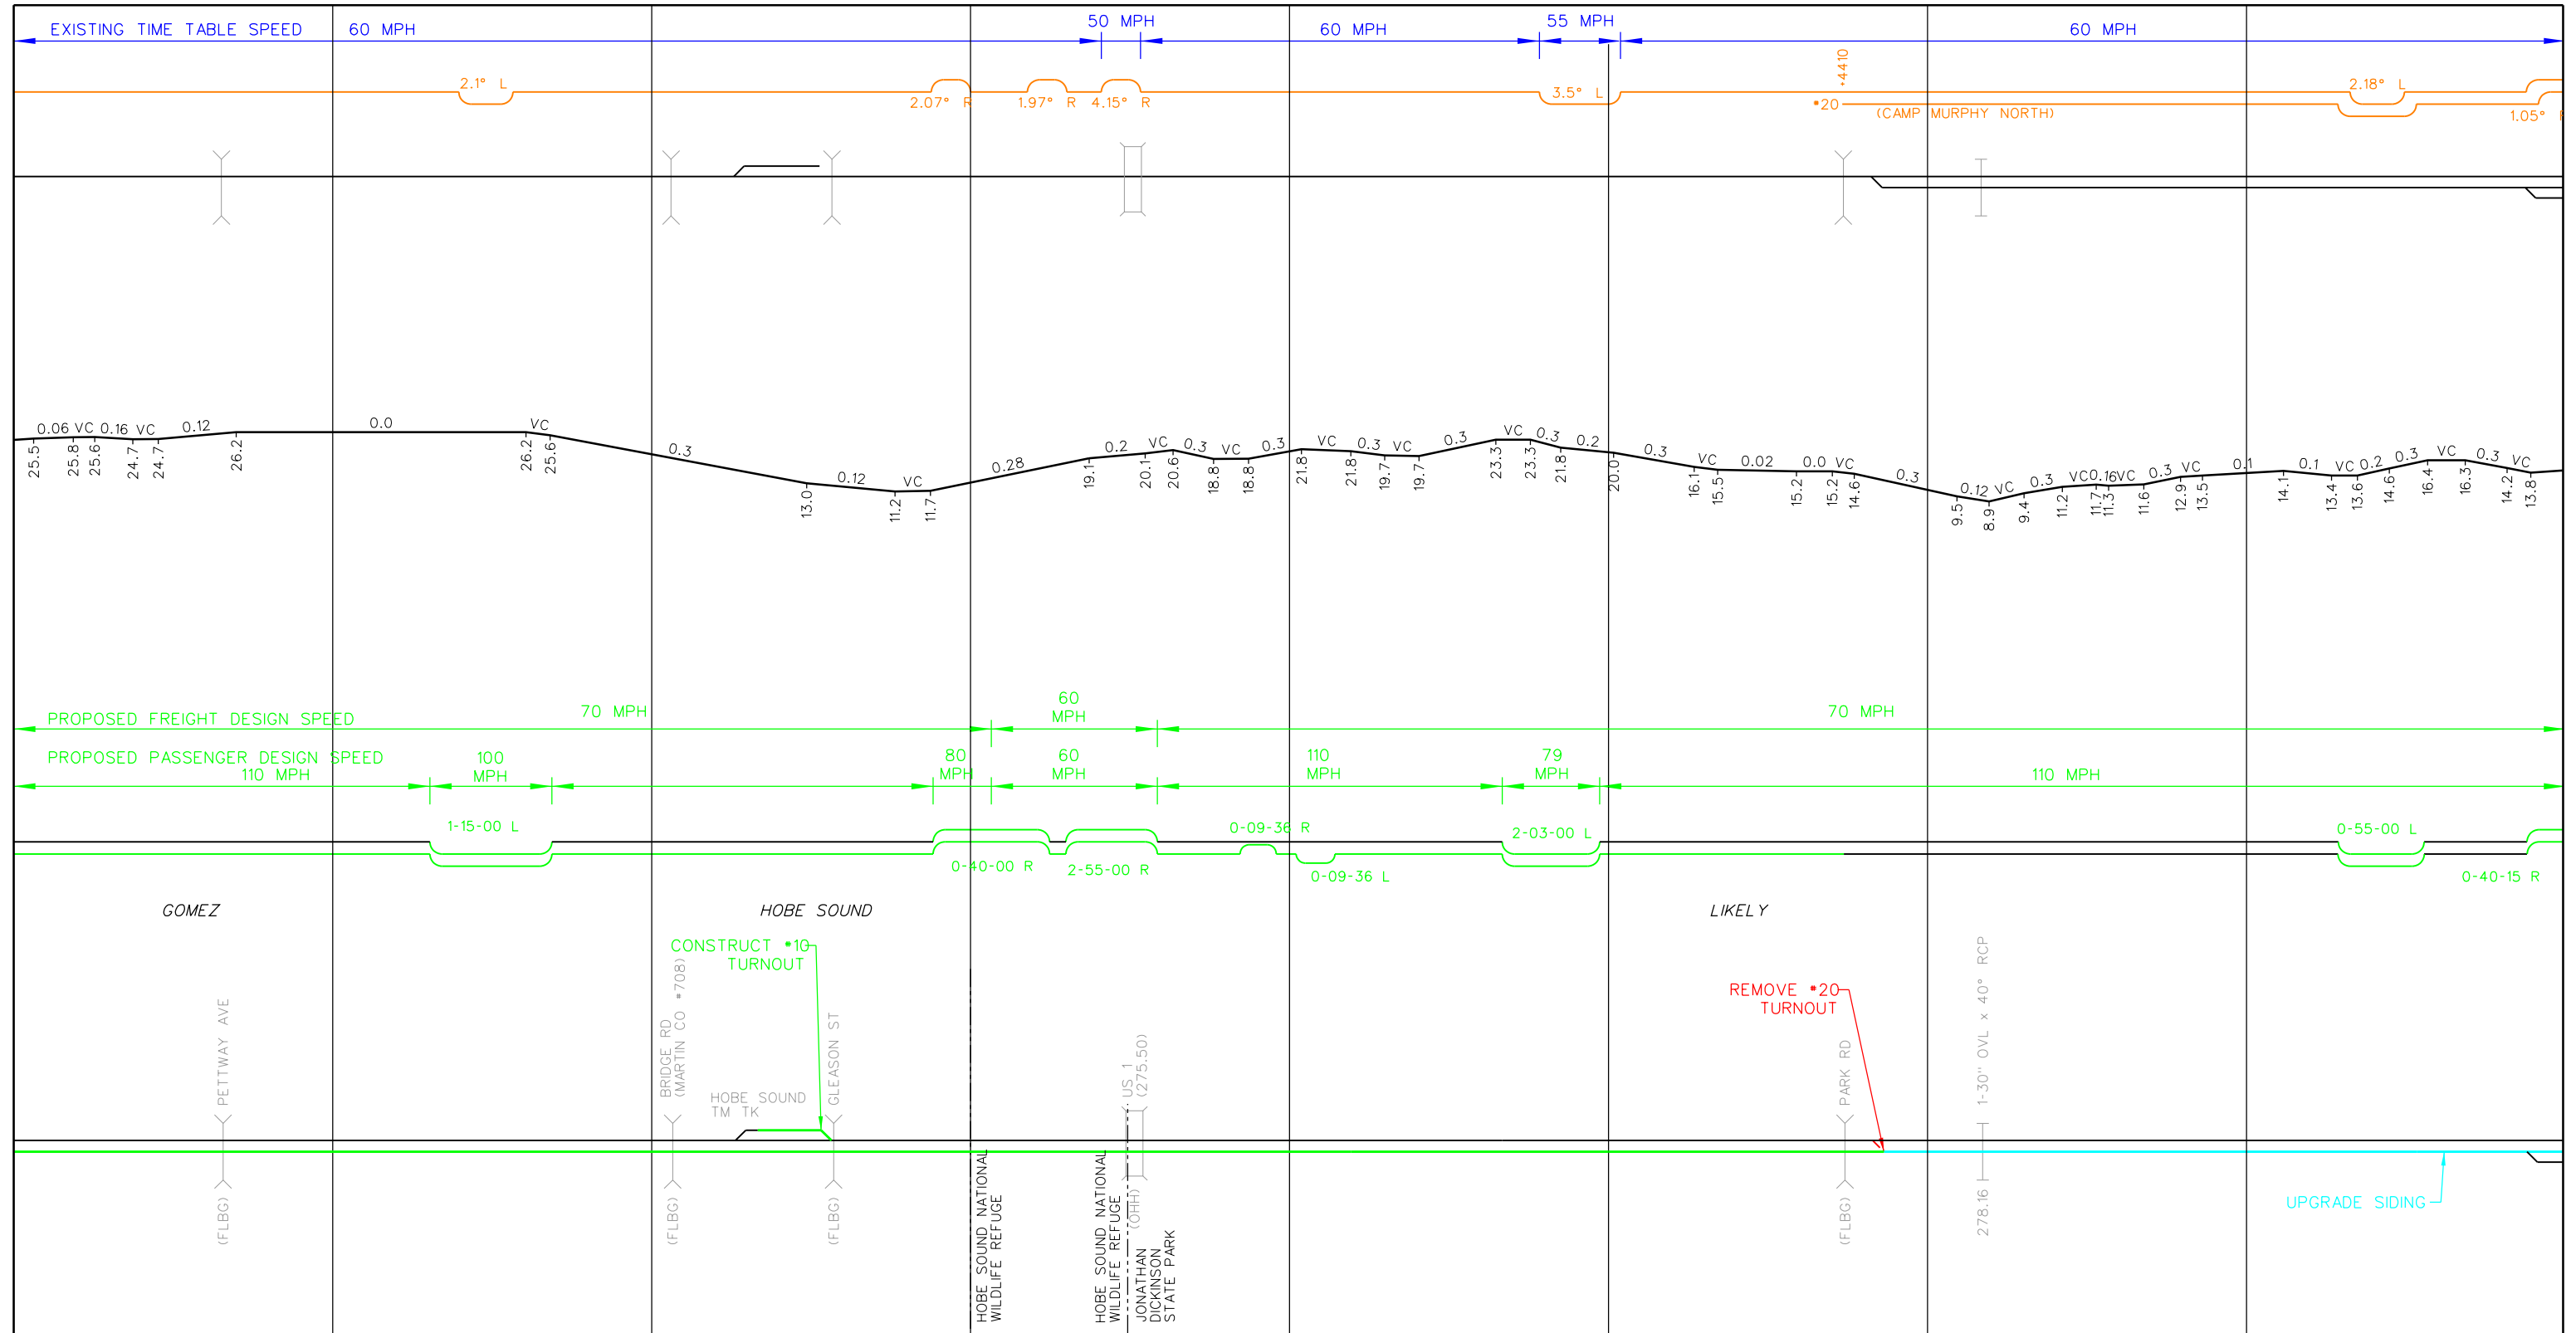 EXISTING TIME TABLE SPEED 60 MPH 50 MPH 60 MPH 55 MPH 60 MPH
2.1° L 2.07° R 1.97° R 4.15° R 3.5° L 2.18° L 1.05°
•4410
•20 (CAMP MURPHY NORTH)
0.06 VC 0.16 VC 0.12 0.0 VC 0.3 0.12 VC 0.28 0.2 VC 0.3 VC 0.3 VC 0.3 VC 0.3 VC 0.3 0.2 0.3 VC 0.02 0.0 VC 0.3 0.12 VC 0.3 VC 0.16 VC 0.3 VC 0.1 0.1 VC 0.2 0.3 VC 0.3 VC
25.5 25.8 25.6 24.7 24.7 26.2 26.2 25.6 13.0 11.2 11.7 19.1 20.1 20.6 18.8 18.8 21.8 21.8 19.7 19.7 23.3 23.3 21.8 20.0 16.1 15.5 15.2 15.2 14.6 9.5 8.9 9.4 11.2 11.7 11.3 11.6 12.9 13.5 14.1 13.4 13.6 14.6 16.4 16.3 14.2 13.8
PROPOSED FREIGHT DESIGN SPEED 70 MPH
60
MPH
70 MPH
PROPOSED PASSENGER DESIGN SPEED
110 MPH
100
MPH
80
MPH
60
MPH
110
MPH
79
MPH
110 MPH
1-15-00 L
0-40-00 R
2-55-00 R
0-09-36 R
0-09-36 L
2-03-00 L
0-55-00 L
0-40-15 R
GOMEZ
HOBE SOUND
LIKELY
CONSTRUCT •10
TURNOUT
REMOVE •20
TURNOUT
PETTWAY AVE
(FLBG)
BRIDGE RD
(MARTIN CO •708)
(FLBG)
HOBE SOUND
TM TK
GLEASON ST
(FLBG)
HOBE SOUND NATIONAL
WILDLIFE REFUGE
HOBE SOUND NATIONAL
WILDLIFE REFUGE
US 1
(275.50)
(OHH)
JONATHAN
DICKINSON
STATE PARK
PARK RD
(FLBG)
1-30" OVL x 40° RCP
278.16
UPGRADE SIDING